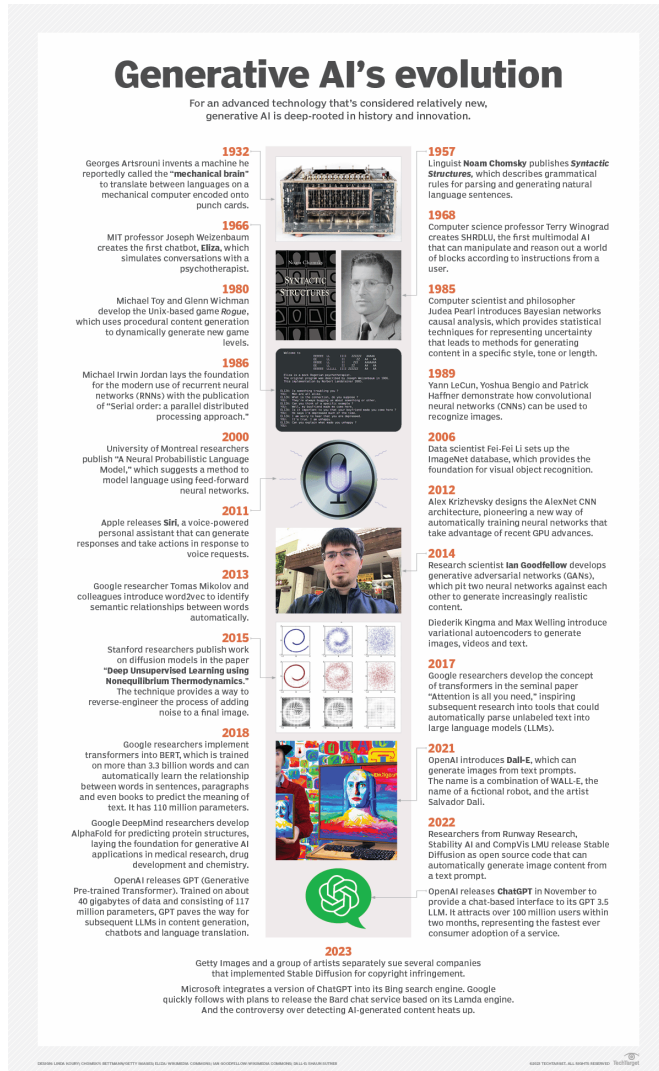 Generative AI's evolution
For an advanced technology that's considered relatively new,
generative AI is deep-rooted in history and innovation.
1932
Georges Artsrouni invents a machine he
reportedly called the "mechanical brain"
to translate between languages on a
mechanical computer encoded onto
punch cards.
1957
Linguist Noam Chomsky publishes Syntactic
Structures, which describes grammatical
rules for parsing and generating natural
language sentences.
1966
MIT professor Joseph Weizenbaum
creates the first chatbot, Eliza, which
simulates conversations with a
psychotherapist.
1968
Computer science professor Terry Winograd
creates SHRDLU, the first multimodal AI
that can manipulate and reason out a world
of blocks according to instructions from a
user.
Noam Chomsky
SYNTACTIC
STRUCTURES
1980
Michael Toy and Glenn Wichman
develop the Unix-based game Rogue,
which uses procedural content generation
to dynamically generate new game
levels.
1985
Computer scientist and philosopher
Judea Pearl introduces Bayesian networks
causal analysis, which provides statistical
techniques for representing uncertainty
that leads to methods for generating
content in a specific style, tone or length.
1986
Michael Irwin Jordan lays the foundation
for the modern use of recurrent neural
networks (RNNs) with the publication
of "Serial order: a parallel distributed
processing approach."
1989
Yann LeCun, Yoshua Bengio and Patrick
Haffner demonstrate how convolutional
neural networks (CNNs) can be used to
recognize images.
2000
University of Montreal researchers
publish "A Neural Probabilistic Language
Model," which suggests a method to
model language using feed-forward
neural networks.
2006
Data scientist Fei-Fei Li sets up the
ImageNet database, which provides the
foundation for visual object recognition.
2011
Apple releases Siri, a voice-powered
personal assistant that can generate
responses and take actions in response to
voice requests.
2012
Alex Krizhevsky designs the AlexNet CNN
architecture, pioneering a new way of
automatically training neural networks that
take advantage of recent GPU advances.
2013
Google researcher Tomas Mikolov and
colleagues introduce word2vec to identify
semantic relationships between words
automatically.
2014
Research scientist Ian Goodfellow develops
generative adversarial networks (GANs),
which pit two neural networks against each
other to generate increasingly realistic
content.
Diederik Kingma and Max Welling introduce
variational autoencoders to generate
images, videos and text.
2015
Stanford researchers publish work
on diffusion models in the paper
"Deep Unsupervised Learning using
Nonequilibrium Thermodynamics."
The technique provides a way to
reverse-engineer the process of adding
noise to a final image.
2017
Google researchers develop the concept
of transformers in the seminal paper
"Attention is all you need," inspiring
subsequent research into tools that could
automatically parse unlabeled text into
large language models (LLMs).
2018
Google researchers implement
transformers into BERT, which is trained
on more than 3.3 billion words and can
automatically learn the relationship
between words in sentences, paragraphs
and even books to predict the meaning of
text. It has 110 million parameters.
Google DeepMind researchers develop
AlphaFold for predicting protein structures,
laying the foundation for generative AI
applications in medical research, drug
development and chemistry.
OpenAI releases GPT (Generative
Pre-trained Transformer). Trained on about
40 gigabytes of data and consisting of 117
million parameters, GPT paves the way for
subsequent LLMs in content generation,
chatbots and language translation.
2021
OpenAI introduces Dall-E, which can
generate images from text prompts.
The name is a combination of WALL-E, the
name of a fictional robot, and the artist
Salvador Dali.
2022
Researchers from Runway Research,
Stability AI and CompVis LMU release Stable
Diffusion as open source code that can
automatically generate image content from
a text prompt.
OpenAI releases ChatGPT in November to
provide a chat-based interface to its GPT 3.5
LLM. It attracts over 100 million users within
two months, representing the fastest ever
consumer adoption of a service.
2023
Getty Images and a group of artists separately sue several companies
that implemented Stable Diffusion for copyright infringement.
Microsoft integrates a version of ChatGPT into its Bing search engine. Google
quickly follows with plans to release the Bard chat service based on its Lamda engine.
And the controversy over detecting AI-generated content heats up.
TechTarget